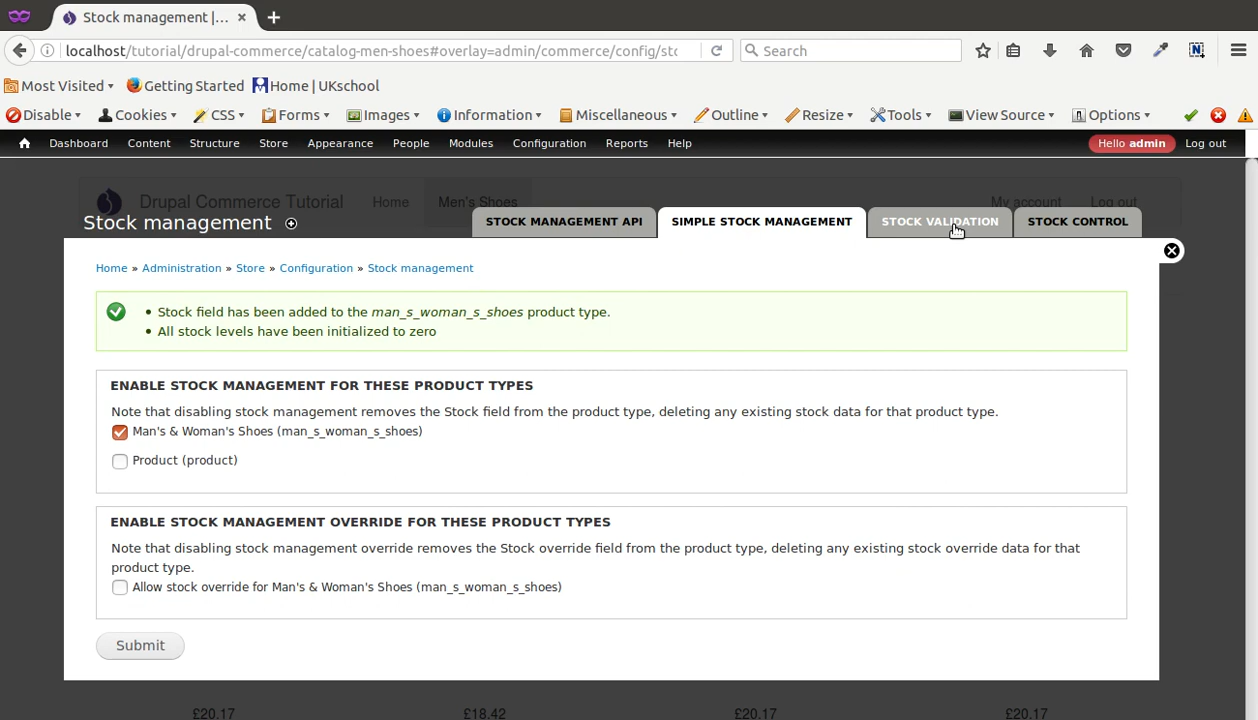 Stock management |...
localhost/tutorial/drupal-commerce/catalog-men-shoes#overlay=admin/commerce/config/sto
Search
Most Visited
Getting Started
Home | UKschool
Disable
Cookies
CSS
Forms
Images
Information
Miscellaneous
Outline
Resize
Tools
View Source
Options
Dashboard
Content
Structure
Store
Appearance
People
Modules
Configuration
Reports
Help
Hello admin
Log out
Drupal Commerce Tutorial
Home
Men's Shoes
My account
Log out
Stock management
STOCK MANAGEMENT API
SIMPLE STOCK MANAGEMENT
STOCK VALIDATION
STOCK CONTROL
Home » Administration » Store » Configuration » Stock management
Stock field has been added to the man_s_woman_s_shoes product type.
All stock levels have been initialized to zero
ENABLE STOCK MANAGEMENT FOR THESE PRODUCT TYPES
Note that disabling stock management removes the Stock field from the product type, deleting any existing stock data for that product type.
Man's & Woman's Shoes (man_s_woman_s_shoes)
Product (product)
ENABLE STOCK MANAGEMENT OVERRIDE FOR THESE PRODUCT TYPES
Note that disabling stock management override removes the Stock override field from the product type, deleting any existing stock override data for that
product type.
Allow stock override for Man's & Woman's Shoes (man_s_woman_s_shoes)
Submit
£20.17
£18.42
£20.17
£20.17